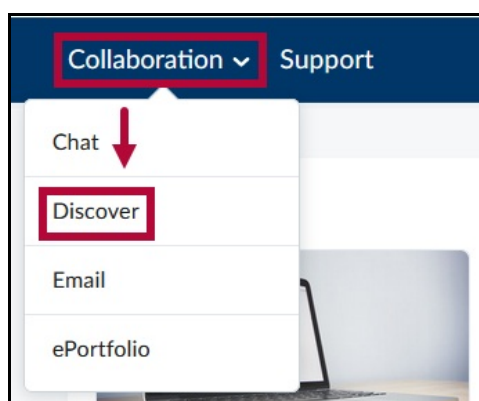 Collaboration Support
Chat
Discover
Email
ePortfolio